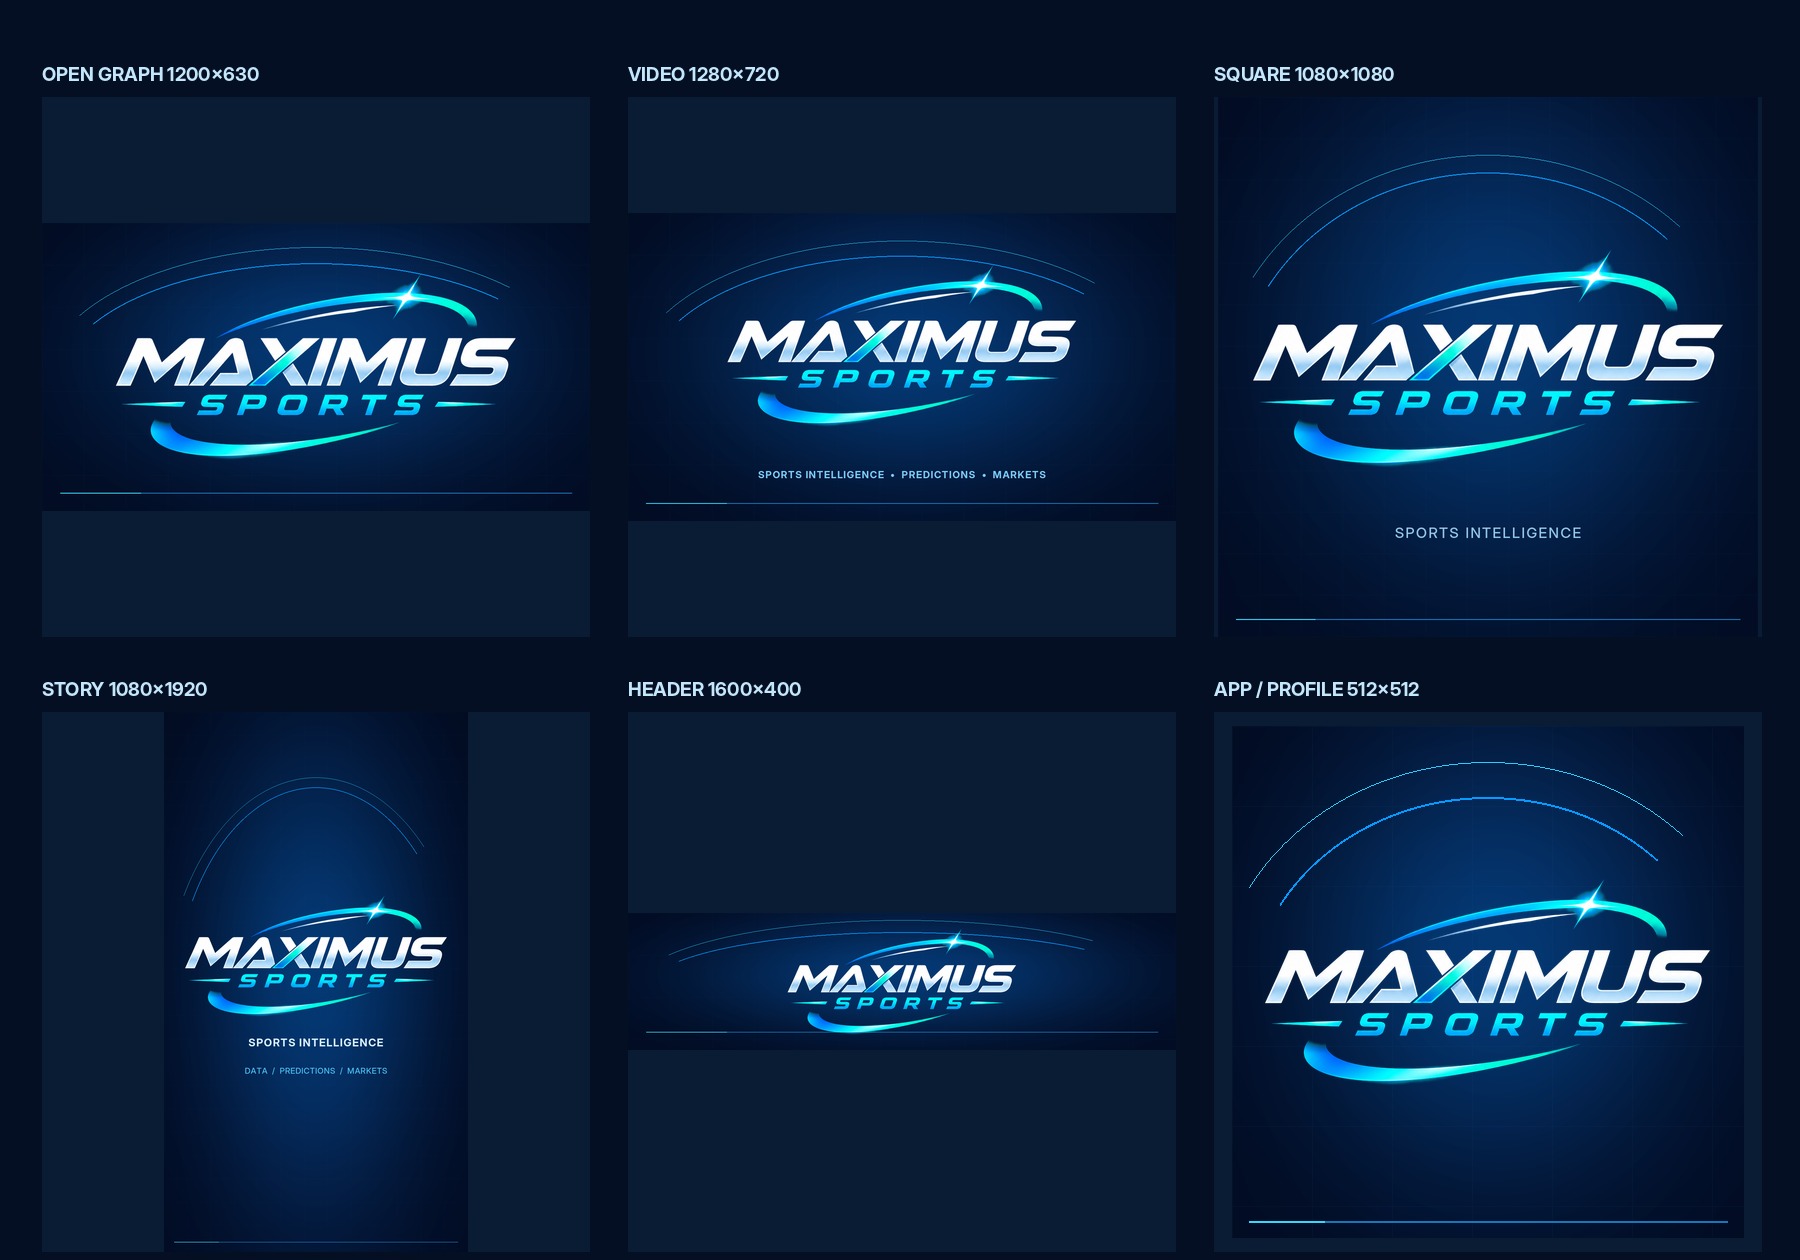 OPEN GRAPH 1200×630
MAXIMUS
SPORTS
VIDEO 1280×720
MAXIMUS
SPORTS
SPORTS INTELLIGENCE • PREDICTIONS • MARKETS
SQUARE 1080×1080
MAXIMUS
SPORTS
SPORTS INTELLIGENCE
STORY 1080×1920
MAXIMUS
SPORTS
SPORTS INTELLIGENCE
DATA / PREDICTIONS / MARKETS
HEADER 1600×400
MAXIMUS
SPORTS
APP / PROFILE 512×512
MAXIMUS
SPORTS